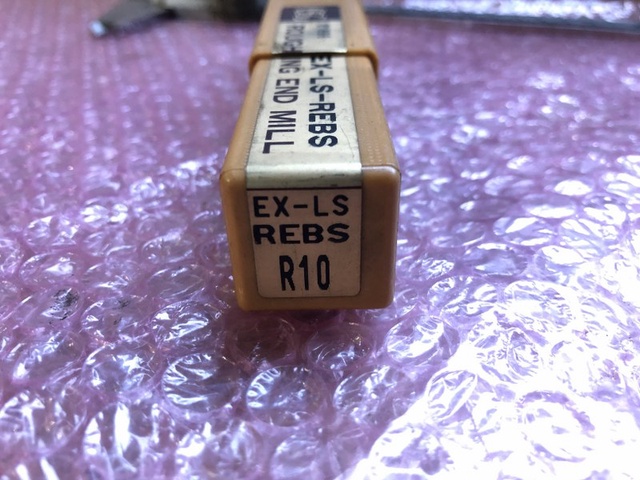 EX-LS-REBS
ROUGHING END MILL
EX-LS
REBS
R10